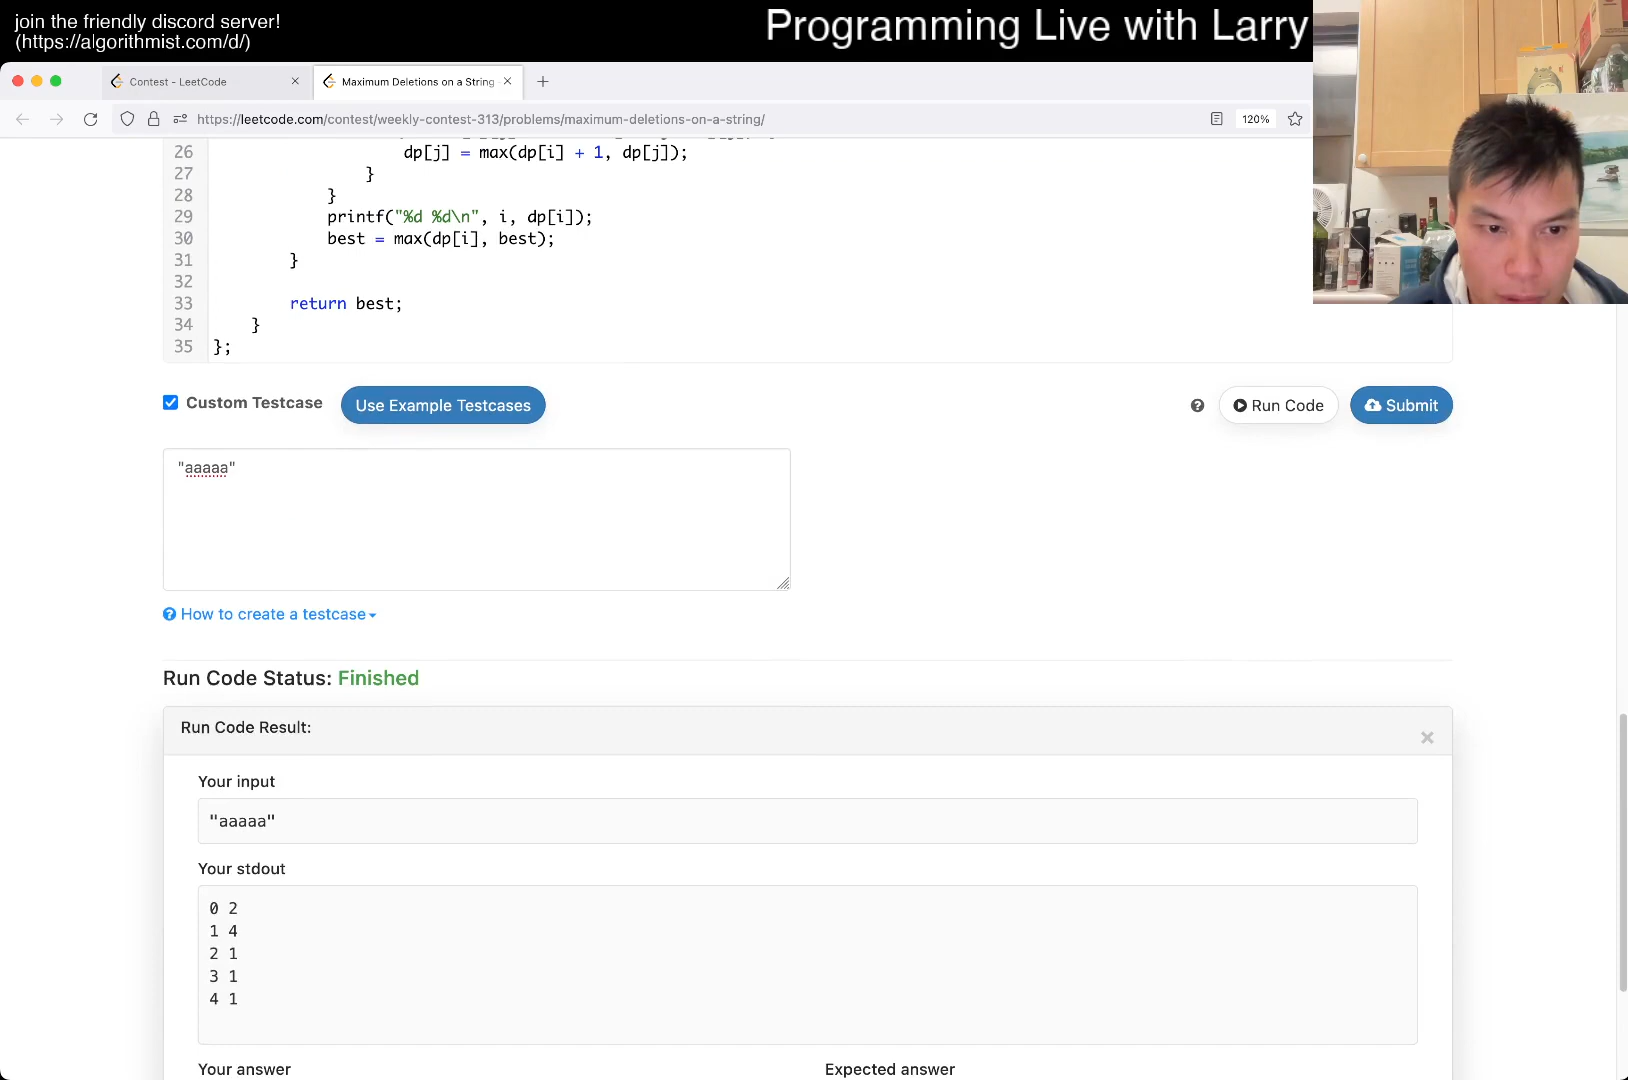 join the friendly discord server!
(https://algorithmist.com/d/)
Programming Live with Larry
Contest - LeetCode
Maximum Deletions on a String
https://leetcode.com/contest/weekly-contest-313/problems/maximum-deletions-on-a-string/
120%
26 dp[j] = max(dp[i] + 1, dp[j]);
27 }
28 }
29 printf("%d %d\n", i, dp[i]);
30 best = max(dp[i], best);
31 }
32
33 return best;
34 }
35 };
Custom Testcase
Use Example Testcases
Run Code
Submit
"aaaaa"
How to create a testcase
Run Code Status: Finished
Run Code Result:
Your input
"aaaaa"
Your stdout
0 2
1 4
2 1
3 1
4 1
Your answer
Expected answer